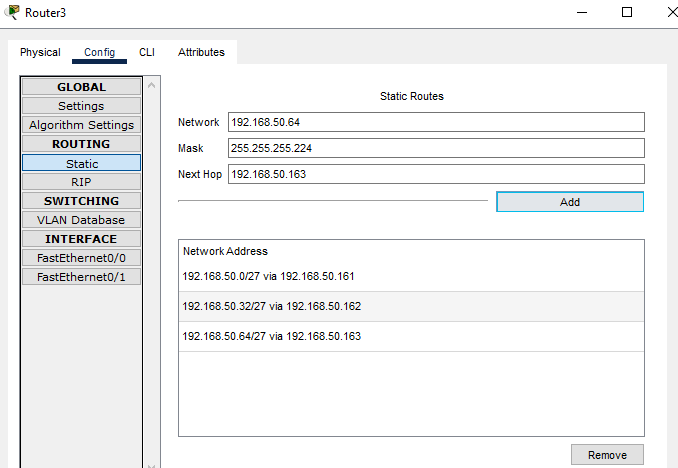 Router3
Physical Config CLI Attributes
GLOBAL
Settings
Algorithm Settings
ROUTING
Static
RIP
SWITCHING
VLAN Database
INTERFACE
FastEthernet0/0
FastEthernet0/1
Static Routes
Network 192.168.50.64
Mask 255.255.255.224
Next Hop 192.168.50.163
Add
Network Address
192.168.50.0/27 via 192.168.50.161
192.168.50.32/27 via 192.168.50.162
192.168.50.64/27 via 192.168.50.163
Remove